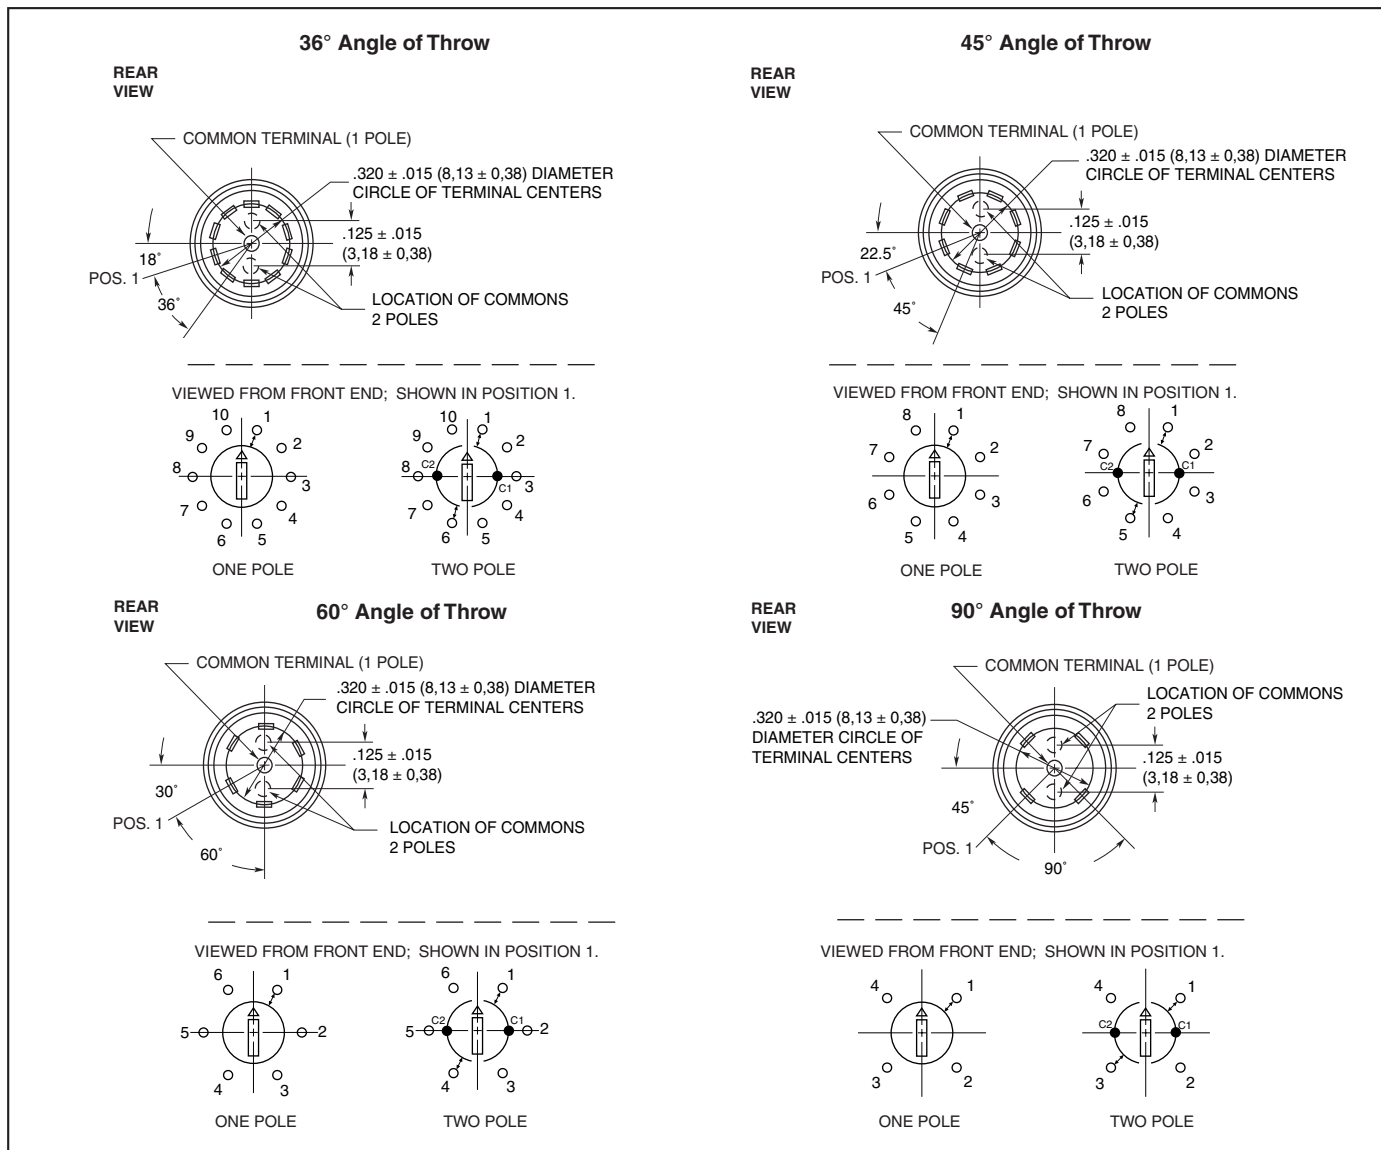 36° Angle of Throw
REAR
VIEW
COMMON TERMINAL (1 POLE)
.320 ± .015 (8,13 ± 0,38) DIAMETER
CIRCLE OF TERMINAL CENTERS
.125 ± .015
(3,18 ± 0,38)
18°
POS. 1
36°
LOCATION OF COMMONS
2 POLES
VIEWED FROM FRONT END; SHOWN IN POSITION 1.
10 1
9 2
8 3
7 4
6 5
ONE POLE
10 1
9 2
8 C2 C1 3
7 4
6 5
TWO POLE
45° Angle of Throw
REAR
VIEW
COMMON TERMINAL (1 POLE)
.320 ± .015 (8,13 ± 0,38) DIAMETER
CIRCLE OF TERMINAL CENTERS
.125 ± .015
(3,18 ± 0,38)
22.5°
POS. 1
45°
LOCATION OF COMMONS
2 POLES
VIEWED FROM FRONT END; SHOWN IN POSITION 1.
8 1
7 2
6 3
5 4
ONE POLE
8 1
7 2
C2 C1
6 3
5 4
TWO POLE
60° Angle of Throw
REAR
VIEW
COMMON TERMINAL (1 POLE)
.320 ± .015 (8,13 ± 0,38) DIAMETER
CIRCLE OF TERMINAL CENTERS
.125 ± .015
(3,18 ± 0,38)
30°
POS. 1
60°
LOCATION OF COMMONS
2 POLES
VIEWED FROM FRONT END; SHOWN IN POSITION 1.
6 1
5 2
4 3
ONE POLE
6 1
5 C2 C1 2
4 3
TWO POLE
90° Angle of Throw
REAR
VIEW
COMMON TERMINAL (1 POLE)
LOCATION OF COMMONS
2 POLES
.320 ± .015 (8,13 ± 0,38)
DIAMETER CIRCLE OF
TERMINAL CENTERS
.125 ± .015
(3,18 ± 0,38)
45°
POS. 1
90°
VIEWED FROM FRONT END; SHOWN IN POSITION 1.
4 1
3 2
ONE POLE
4 1
C2 C1
3 2
TWO POLE